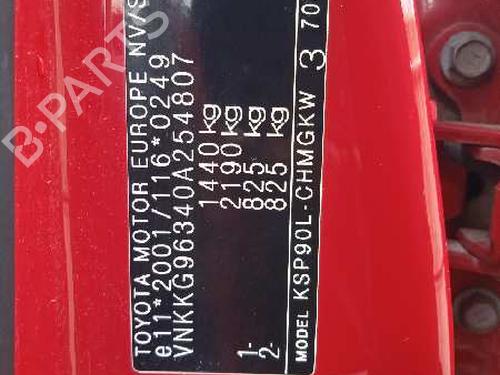 TOYOTA MOTOR EUROPE NV/S
e11*2001/116*0249
VNKKG96340A254807
1440 kg
2190 kg
1- 825 kg
2- 825 kg
MODEL KSP90L-CHMGKW 3 70
B-PARTS